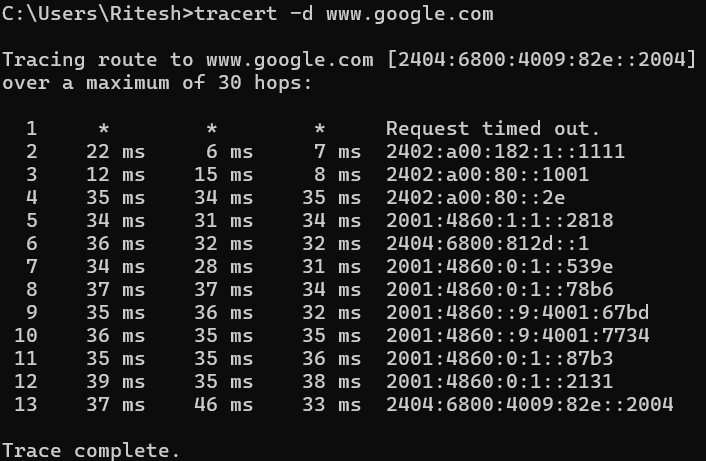 C:\Users\Ritesh>tracert -d www.google.com
Tracing route to www.google.com [2404:6800:4009:82e::2004]
over a maximum of 30 hops:
1 * * * Request timed out.
2 22 ms 6 ms 7 ms 2402:a00:182:1::1111
3 12 ms 15 ms 8 ms 2402:a00:80::1001
4 35 ms 34 ms 35 ms 2402:a00:80::2e
5 34 ms 31 ms 34 ms 2001:4860:1:1::2818
6 36 ms 32 ms 32 ms 2404:6800:812d::1
7 34 ms 28 ms 31 ms 2001:4860:0:1::539e
8 37 ms 37 ms 34 ms 2001:4860:0:1::78b6
9 35 ms 36 ms 32 ms 2001:4860::9:4001:67bd
10 36 ms 35 ms 35 ms 2001:4860::9:4001:7734
11 35 ms 35 ms 36 ms 2001:4860:0:1::87b3
12 39 ms 35 ms 38 ms 2001:4860:0:1::2131
13 37 ms 46 ms 33 ms 2404:6800:4009:82e::2004
Trace complete.